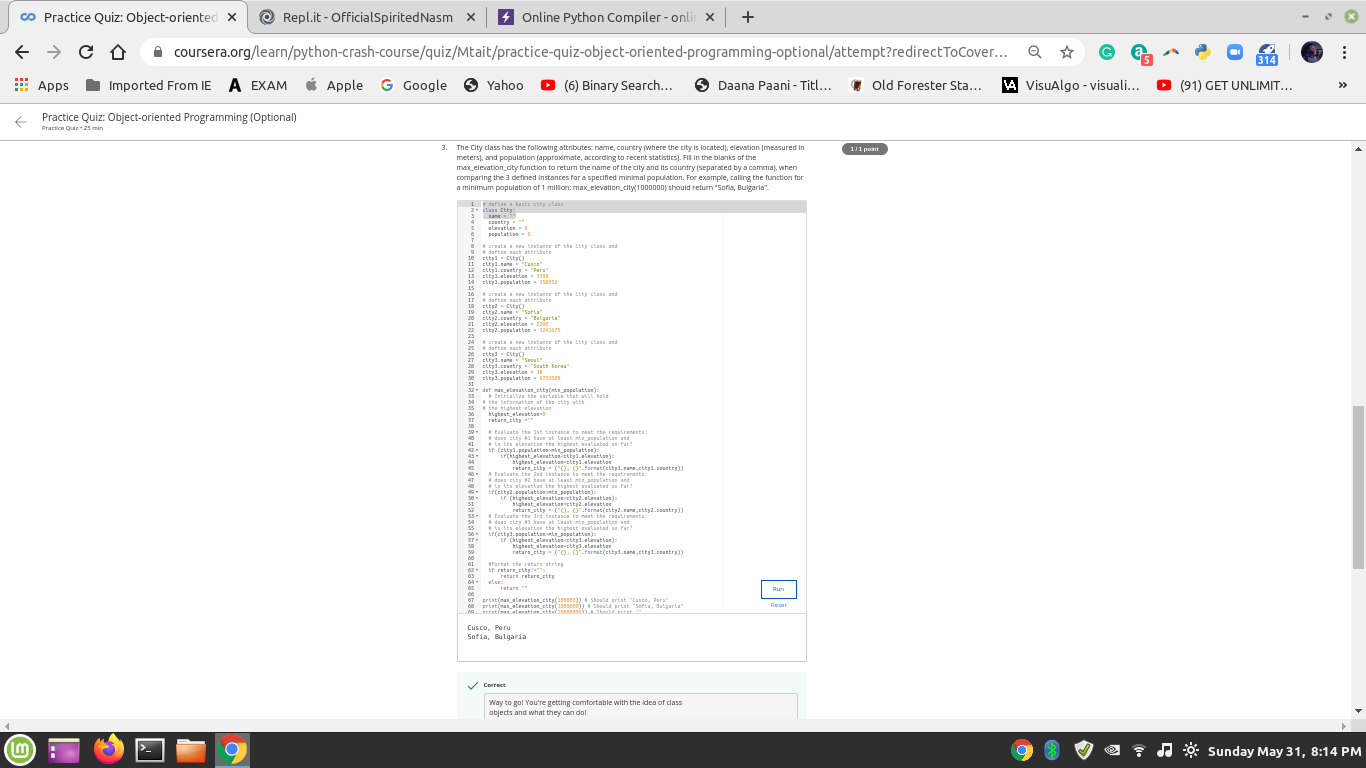 Practice Quiz: Object-oriented
Repl.it - OfficialSpiritedNasm
Online Python Compiler - onli
coursera.org/learn/python-crash-course/quiz/Mtait/practice-quiz-object-oriented-programming-optional/attempt?redirectToCover...
5
314
Apps
Imported From IE
EXAM
Apple
Google
Yahoo
(6) Binary Search...
Daana Paani - Titl...
Old Forester Sta...
VisuAlgo - visuali...
(91) GET UNLIMIT...
»
Practice Quiz: Object-oriented Programming (Optional)
Practice Quiz • 25 min
3. The City class has the following attributes: name, country (where the city is located), elevation (measured in
meters), and population (approximate, according to recent statistics). Fill in the blanks of the
max_elevation_city function to return the name of the city and its country (separated by a comma), when
comparing the 3 defined instances for a specified minimal population. For example, calling the function for
a minimum population of 1 million: max_elevation_city(1000000) should return "Sofia, Bulgaria".
1 / 1 point
1 # define a basic city class
2 class City:
3 name = ""
4 country = ""
5 elevation = 0
6 population = 0
7
8 # create a new instance of the City class and
9 # define each attribute
10 city1 = City()
11 city1.name = "Cusco"
12 city1.country = "Peru"
13 city1.elevation = 3399
14 city1.population = 358052
15
16 # create a new instance of the City class and
17 # define each attribute
18 city2 = City()
19 city2.name = "Sofia"
20 city2.country = "Bulgaria"
21 city2.elevation = 2290
22 city2.population = 1241675
23
24 # create a new instance of the City class and
25 # define each attribute
26 city3 = City()
27 city3.name = "Seoul"
28 city3.country = "South Korea"
29 city3.elevation = 38
30 city3.population = 9733509
31
32 def max_elevation_city(min_population):
33 # Initialize the variable that will hold
34 # the information of the city with
35 # the highest elevation
36 highest_elevation=0
37 return_city =""
38
39 # Evaluate the 1st instance to meet the requirements:
40 # does city #1 have at least min_population and
41 # is its elevation the highest evaluated so far?
42 if (city1.population>min_population):
43 if(highest_elevation<city1.elevation):
44 highest_elevation=city1.elevation
45 return_city = ("{}, {}".format(city1.name,city1.country))
46 # Evaluate the 2nd instance to meet the requirements:
47 # does city #2 have at least min_population and
48 # is its elevation the highest evaluated so far?
49 if(city2.population>min_population):
50 if (highest_elevation<city2.elevation):
51 highest_elevation=city2.elevation
52 return_city = ("{}, {}".format(city2.name,city2.country))
53 # Evaluate the 3rd instance to meet the requirements:
54 # does city #3 have at least min_population and
55 # is its elevation the highest evaluated so far?
56 if(city3.population>min_population):
57 if (highest_elevation<city3.elevation):
58 highest_elevation=city3.elevation
59 return_city = ("{}, {}".format(city3.name,city3.country))
60
61 #Format the return string
62 if return_city!="":
63 return return_city
64 else:
65 return ""
66
67 print(max_elevation_city(100000)) # Should print "Cusco, Peru"
68 print(max_elevation_city(1000000)) # Should print "Sofia, Bulgaria"
69 print(max_elevation_city(10000000)) # Should print ""
Run
Reset
Cusco, Peru
Sofia, Bulgaria
Correct
Way to go! You're getting comfortable with the idea of class
objects and what they can do!
Sunday May 31, 8:14 PM